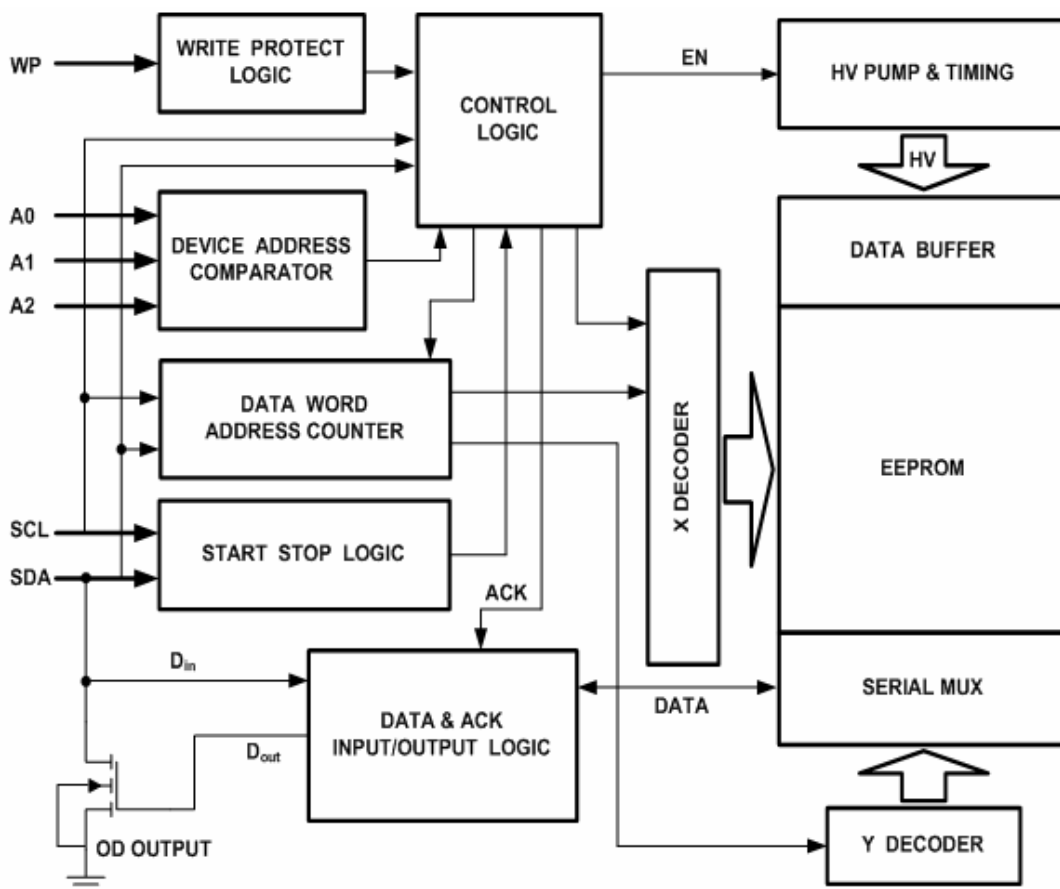 WP
WRITE PROTECT
LOGIC
CONTROL
LOGIC
EN
HV PUMP & TIMING
HV
A0
A1
A2
DEVICE ADDRESS
COMPARATOR
DATA BUFFER
DATA WORD
ADDRESS COUNTER
X DECODER
EEPROM
SCL
SDA
START STOP LOGIC
ACK
Din
DATA & ACK
INPUT/OUTPUT LOGIC
Dout
DATA
SERIAL MUX
OD OUTPUT
Y DECODER